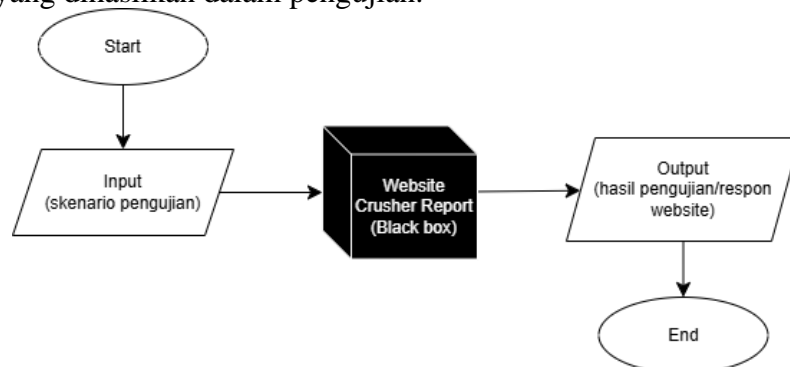 yang dihasilkan dalam pengujian.
Start
Input
(skenario pengujian)
Website
Crusher Report
(Black box)
Output
(hasil pengujian/respon
website)
End